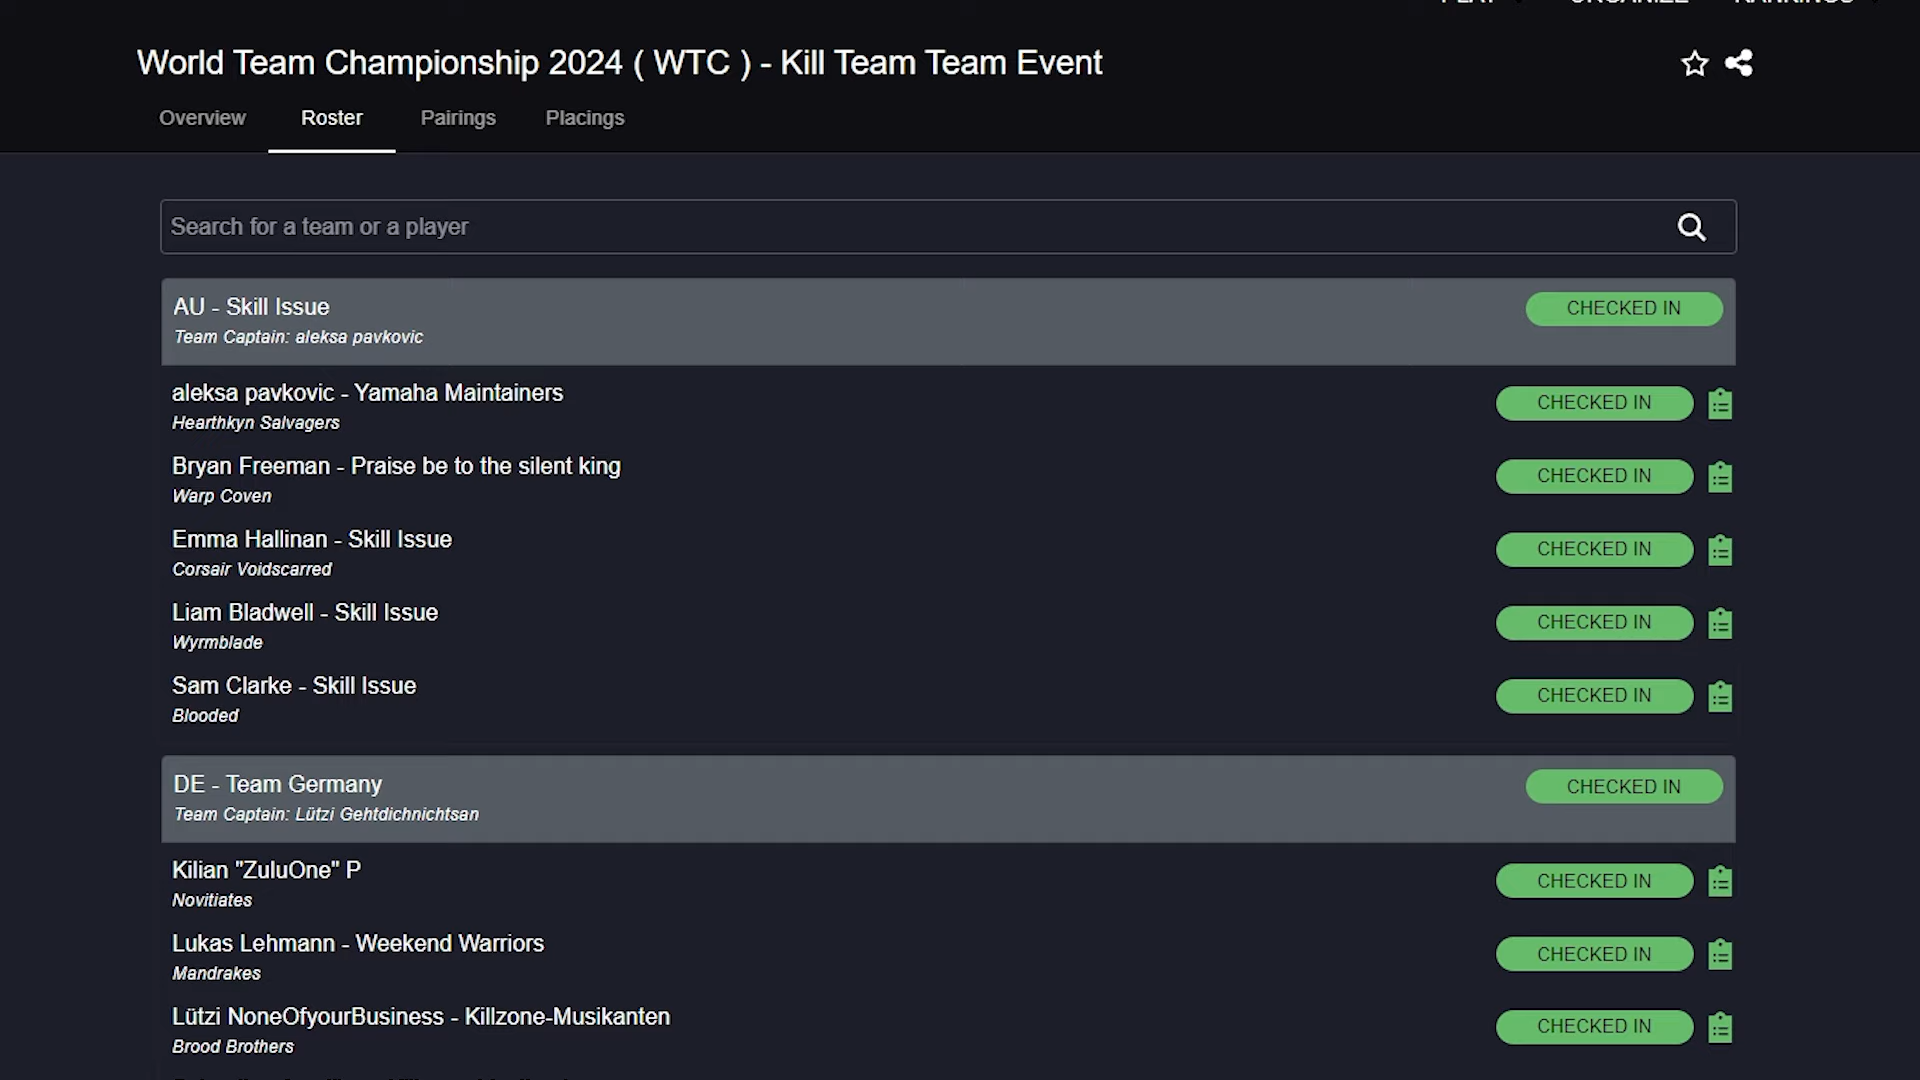 PLAY ORGANIZE RANKINGS
World Team Championship 2024 ( WTC ) - Kill Team Team Event
Overview Roster Pairings Placings
Search for a team or a player
AU - Skill Issue CHECKED IN
Team Captain: aleksa pavkovic
aleksa pavkovic - Yamaha Maintainers CHECKED IN
Hearthkyn Salvagers
Bryan Freeman - Praise be to the silent king CHECKED IN
Warp Coven
Emma Hallinan - Skill Issue CHECKED IN
Corsair Voidscarred
Liam Bladwell - Skill Issue CHECKED IN
Wyrmblade
Sam Clarke - Skill Issue CHECKED IN
Blooded
DE - Team Germany CHECKED IN
Team Captain: Lützi Gehtdichnichtsan
Kilian "ZuluOne" P CHECKED IN
Novitiates
Lukas Lehmann - Weekend Warriors CHECKED IN
Mandrakes
Lützi NoneOfyourBusiness - Killzone-Musikanten CHECKED IN
Brood Brothers